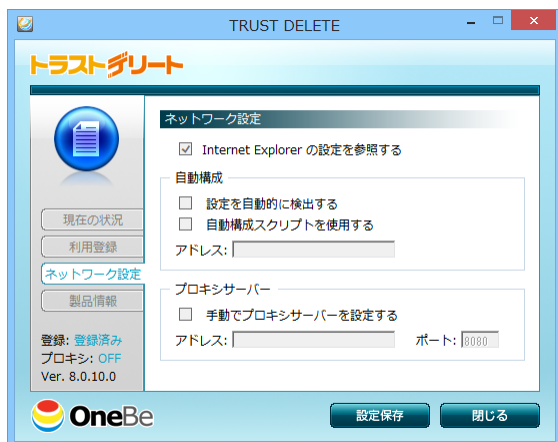 TRUST DELETE
トラストデリート
ネットワーク設定
Internet Explorer の設定を参照する
自動構成
設定を自動的に検出する
自動構成スクリプトを使用する
アドレス:
プロキシサーバー
手動でプロキシサーバーを設定する
アドレス: ポート: 8080
現在の状況
利用登録
ネットワーク設定
製品情報
登録: 登録済み
プロキシ: OFF
Ver. 8.0.10.0
OneBe
設定保存 閉じる